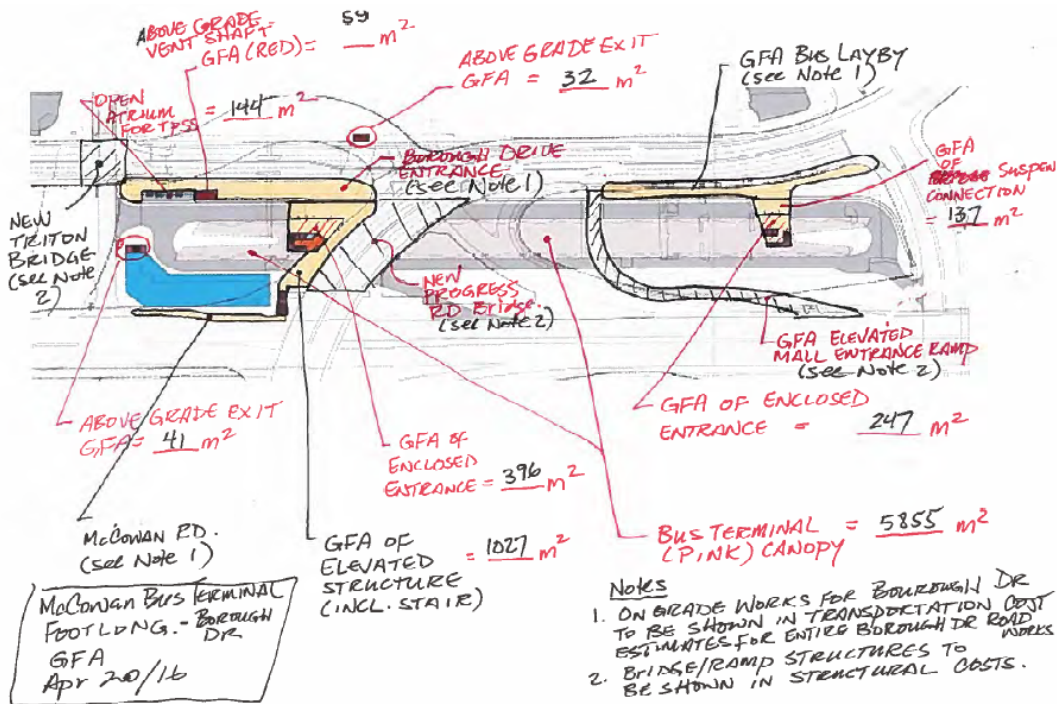 ABOVE GRADE
VENT SHAFT
GFA (RED) = 59 m²
ABOVE GRADE EXIT
GFA = 32 m²
GFA BUS LAYBY
(see Note 1)
OPEN
ATRIUM = 144 m²
FOR TPSS
BOROUGH DRIVE
ENTRANCE
(see Note 1)
GFA
OF
SUSPEN
CONNECTION
= 137 m²
NEW
TRITON
BRIDGE
(see Note
2)
NEW
PROGRESS
RD Bridge.
(see Note 2)
GFA ELEVATED
MALL ENTRANCE RAMP
(see Note 2)
ABOVE GRADE EXIT
GFA = 41 m²
GFA OF
ENCLOSED
ENTRANCE = 396 m²
GFA OF ENCLOSED
ENTRANCE = 247 m²
McCOWAN RD.
(see Note 1)
GFA OF
ELEVATED = 1027 m²
STRUCTURE
(INCL. STAIR)
BUS TERMINAL = 5855 m²
(PINK) CANOPY
McCowan Bus TERMINAL
FOOTLONG. - BOROUGH
DR
GFA
Apr 20/16
Notes
1. ON GRADE WORKS FOR BOUROUGH DR
TO BE SHOWN IN TRANSPORTATION COST
ESTIMATES FOR ENTIRE BOROUGH DR ROAD
WORKS
2. Bridge/RAMP STRUCTURES TO
BE SHOWN IN STRUCTURAL COSTS.